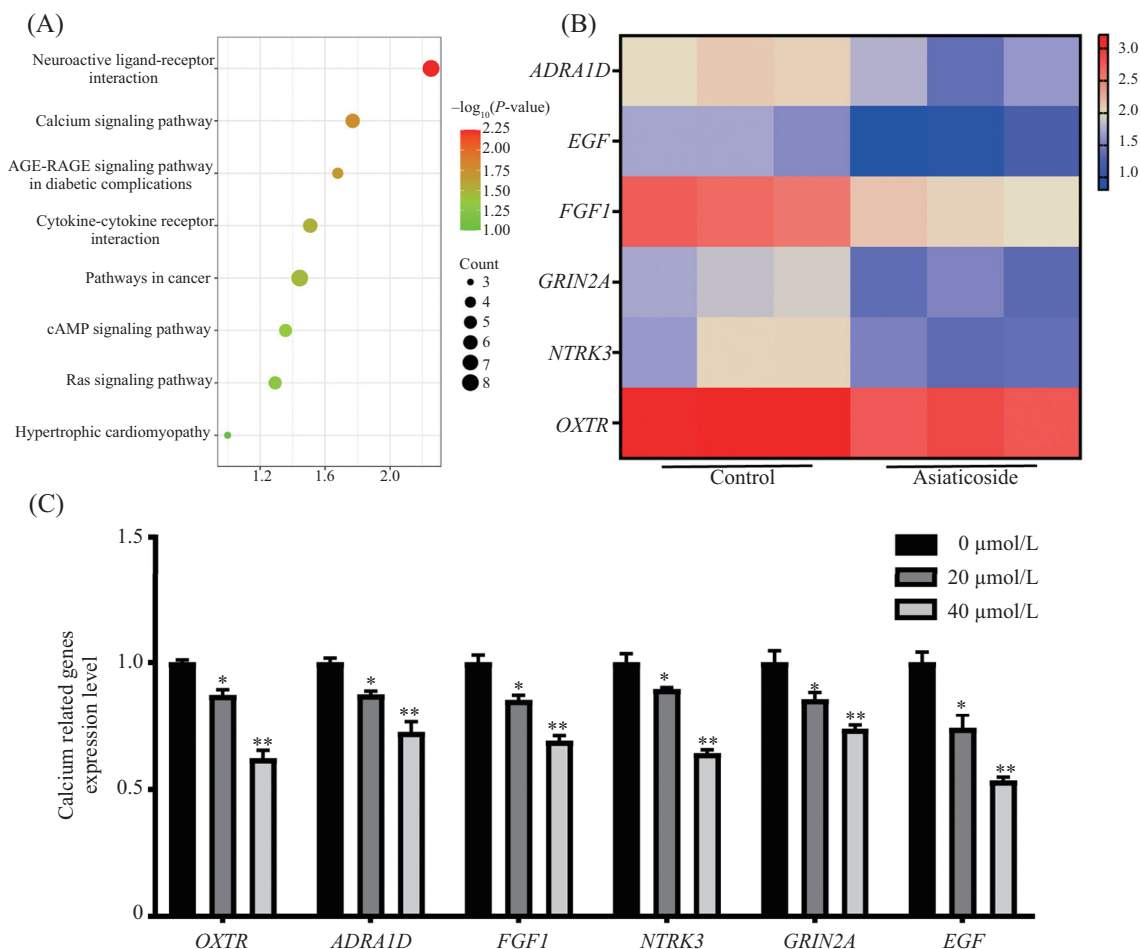 (A)
Neuroactive ligand-receptor
interaction
Calcium signaling pathway
AGE-RAGE signaling pathway
in diabetic complications
Cytokine-cytokine receptor
interaction
Pathways in cancer
cAMP signaling pathway
Ras signaling pathway
Hypertrophic cardiomyopathy
1.2 1.6 2.0
−log10(P-value)
2.25
2.00
1.75
1.50
1.25
1.00
Count
3
4
5
6
7
8
(B)
ADRA1D
EGF
FGF1
GRIN2A
NTRK3
OXTR
Control Asiaticoside
3.0
2.5
2.0
1.5
1.0
(C)
Calcium related genes
expression level
1.5
1.0
0.5
0
0 μmol/L
20 μmol/L
40 μmol/L
* ** * ** * ** * ** * ** * **
OXTR ADRA1D FGF1 NTRK3 GRIN2A EGF